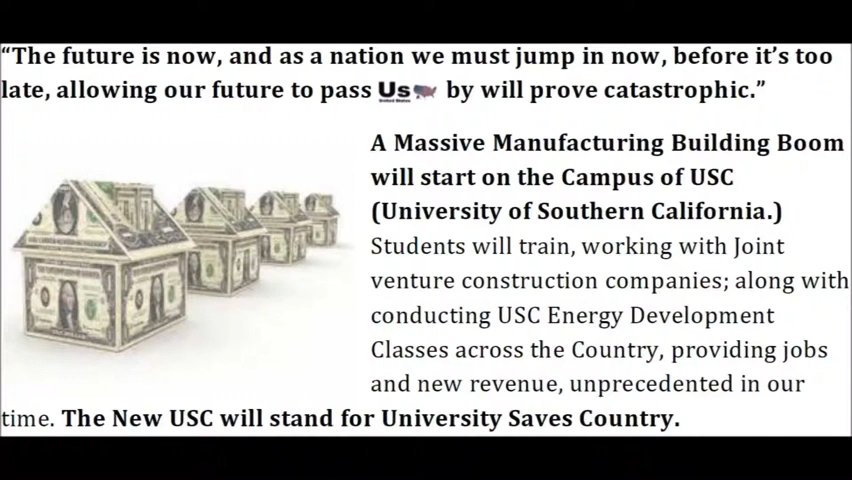 “The future is now, and as a nation we must jump in now, before it’s too
late, allowing our future to pass Us by will prove catastrophic.”
United States
A Massive Manufacturing Building Boom
will start on the Campus of USC
(University of Southern California.)
Students will train, working with Joint
venture construction companies; along with
conducting USC Energy Development
Classes across the Country, providing jobs
and new revenue, unprecedented in our
time. The New USC will stand for University Saves Country.